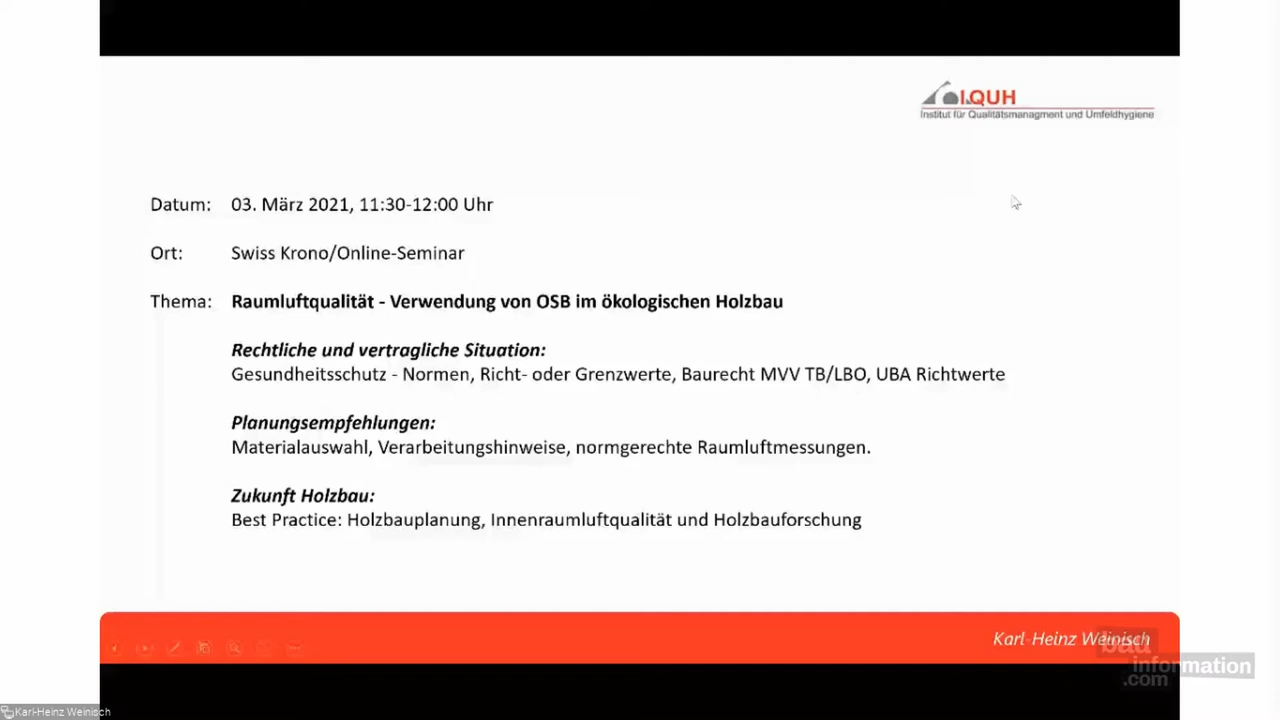 I.QUH
Institut für Qualitätsmanagment und Umfeldhygiene
Datum: 03. März 2021, 11:30-12:00 Uhr
Ort: Swiss Krono/Online-Seminar
Thema: Raumluftqualität - Verwendung von OSB im ökologischen Holzbau
Rechtliche und vertragliche Situation:
Gesundheitsschutz - Normen, Richt- oder Grenzwerte, Baurecht MVV TB/LBO, UBA Richtwerte
Planungsempfehlungen:
Materialauswahl, Verarbeitungshinweise, normgerechte Raumluftmessungen.
Zukunft Holzbau:
Best Practice: Holzbauplanung, Innenraumluftqualität und Holzbauforschung
Karl-Heinz Weinisch
bau
information
.com
Karl-Heinz Weinisch